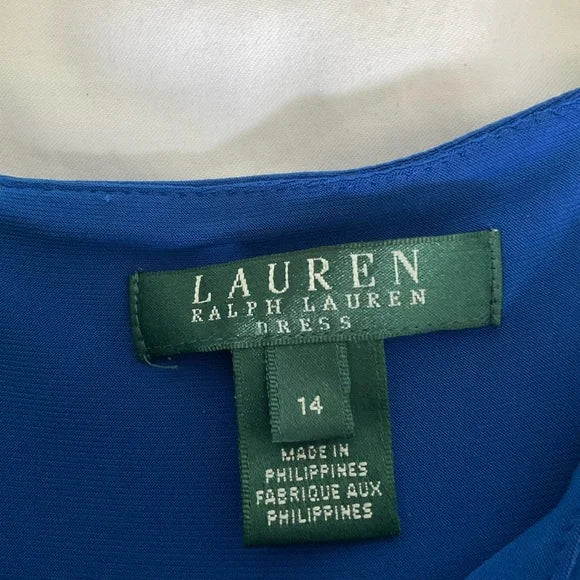 LAUREN
RALPH LAUREN
DRESS
14
MADE IN
PHILIPPINES
FABRIQUE AUX
PHILIPPINES